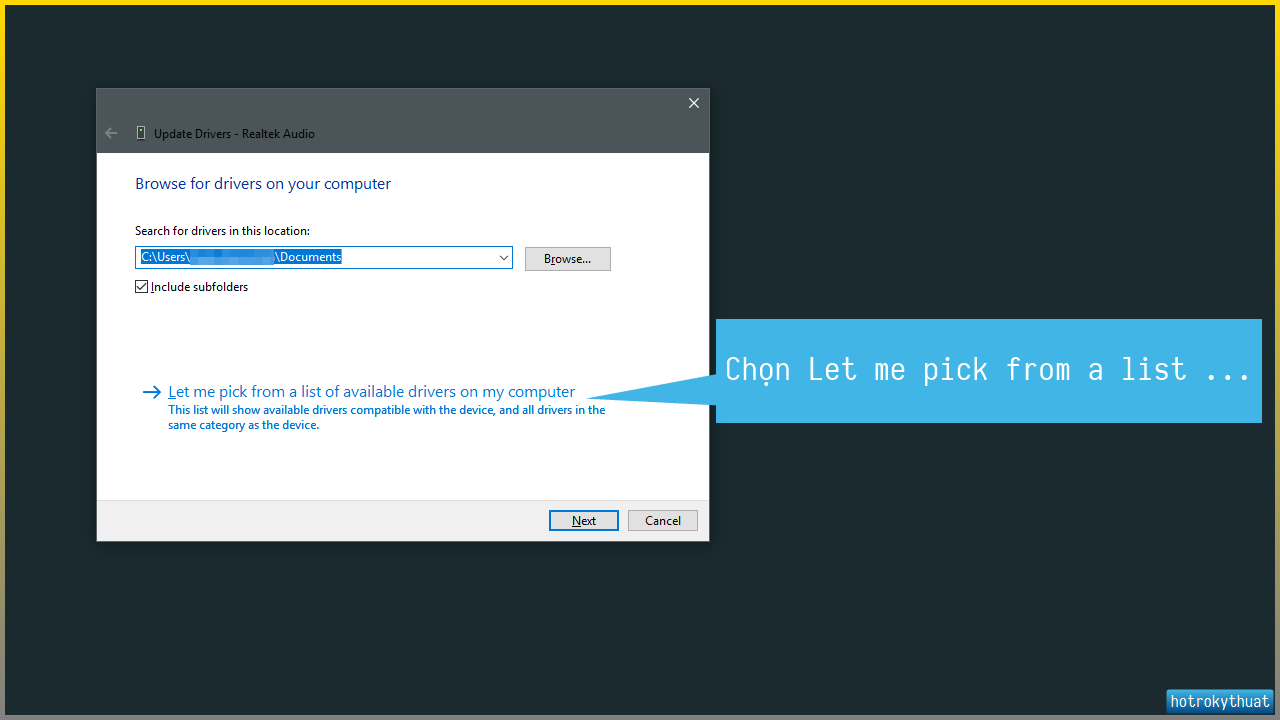 Update Drivers - Realtek Audio
Browse for drivers on your computer
Search for drivers in this location:
C:\Users\ \Documents
Browse...
Include subfolders
Let me pick from a list of available drivers on my computer
This list will show available drivers compatible with the device, and all drivers in the
same category as the device.
Chọn Let me pick from a list ...
Next
Cancel
hotrokythuat